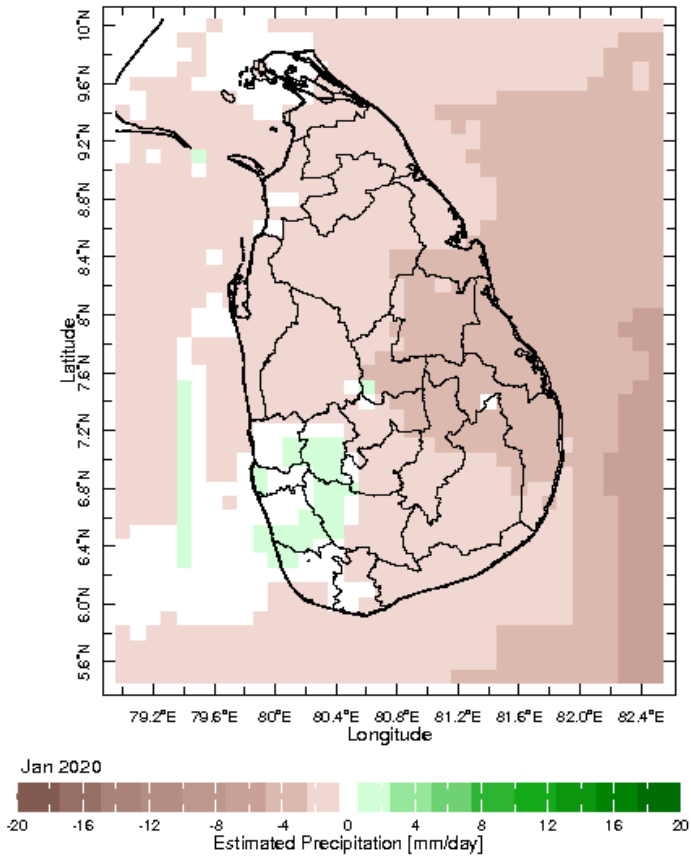 10°N
9.6°N
9.2°N
8.8°N
8.4°N
8°N
7.6°N
7.2°N
6.8°N
6.4°N
6.0°N
5.6°N
Latitude
79.2°E 79.6°E 80°E 80.4°E 80.8°E 81.2°E 81.6°E 82.0°E 82.4°E
Longitude
Jan 2020
-20 -16 -12 -8 -4 0 4 8 12 16 20
Estimated Precipitation [mm/day]